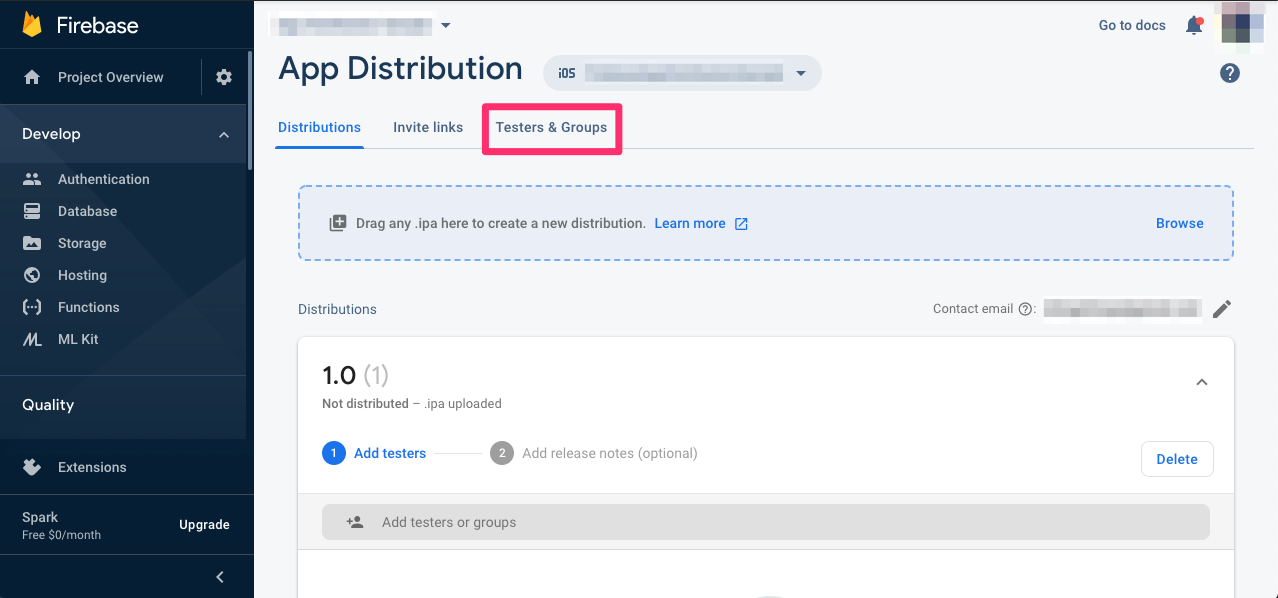 Firebase
Go to docs
Project Overview
App Distribution
iOS
Develop
Distributions
Invite links
Testers & Groups
Authentication
Database
Storage
Hosting
Functions
ML Kit
Drag any .ipa here to create a new distribution. Learn more
Browse
Distributions
Contact email ?:
1.0 (1)
Not distributed – .ipa uploaded
1 Add testers
2 Add release notes (optional)
Delete
Add testers or groups
Quality
Extensions
Spark
Free $0/month
Upgrade